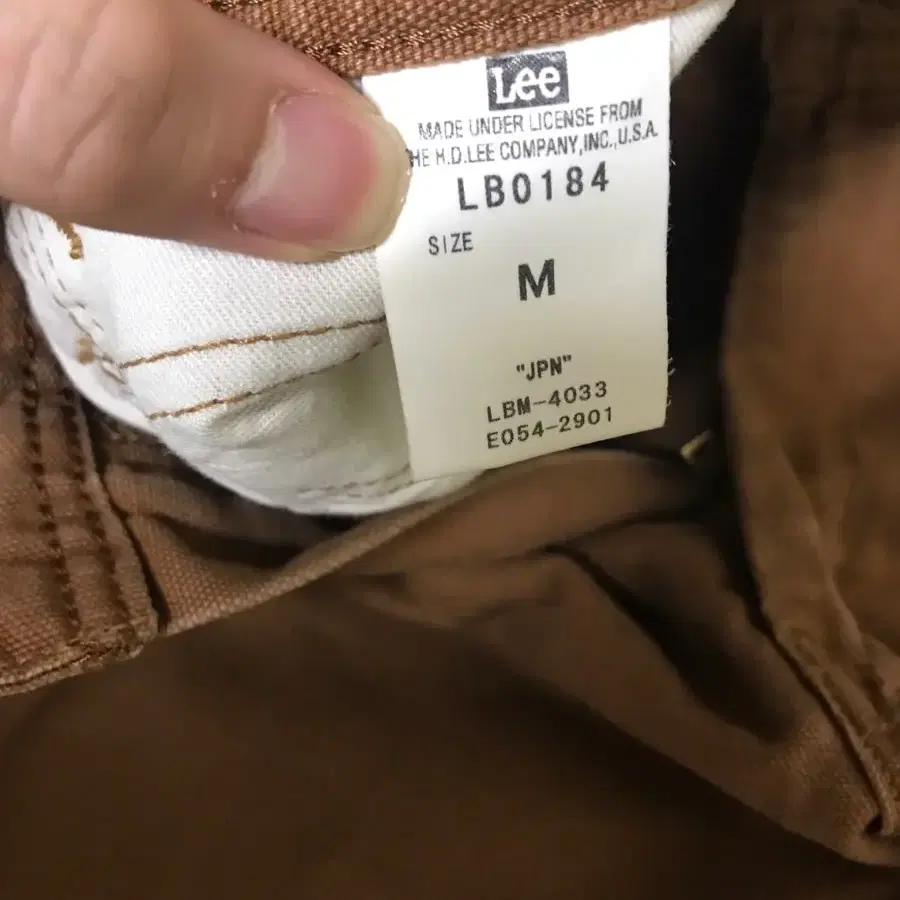 Lee
MADE UNDER LICENSE FROM
HE H.D.LEE COMPANY,INC.,U.S.A.
LB0184
SIZE
M
"JPN"
LBM-4033
E054-2901